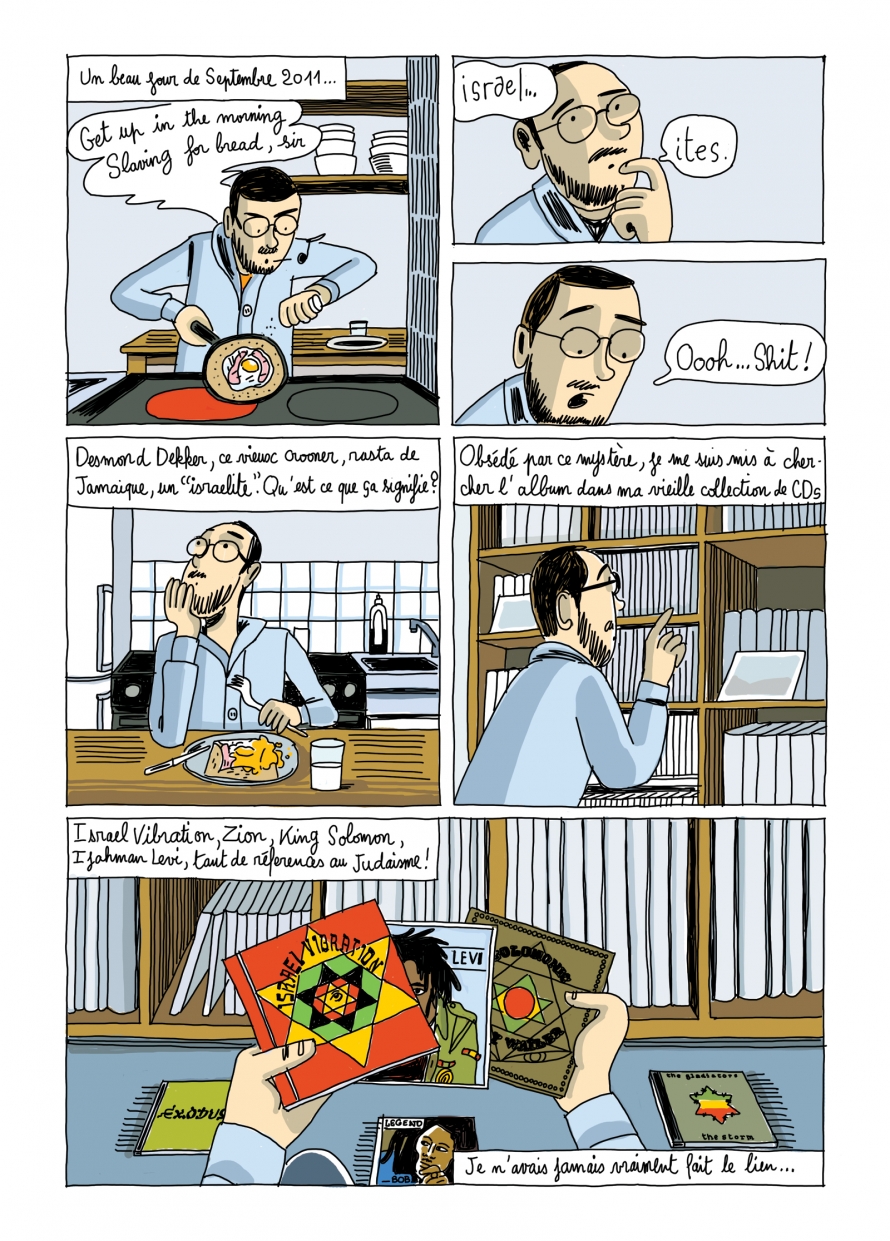 Un beau jour de Septembre 2011...
Get up in the morning
Slaving for bread, sir
israel...
ites.
Oooh... Shit !
Desmond Dekker, ce vieux crooner, rasta de
Jamaïque, un "israelite". Qu'est ce que ça signifie?
Obsédé par ce mystère, je me suis mis à cher-
cher l'album dans ma vieille collection de CDs
Israel Vibration, Zion, King Solomon,
Ijahman Levi, tant de références au Judaïsme !
ISRAEL VIBRATION
LEVI
SOLOMONIC
WAILER
EXODUS
LEGEND
BOB
the gladiators
the storm
Je n'avais jamais vraiment fait le lien...